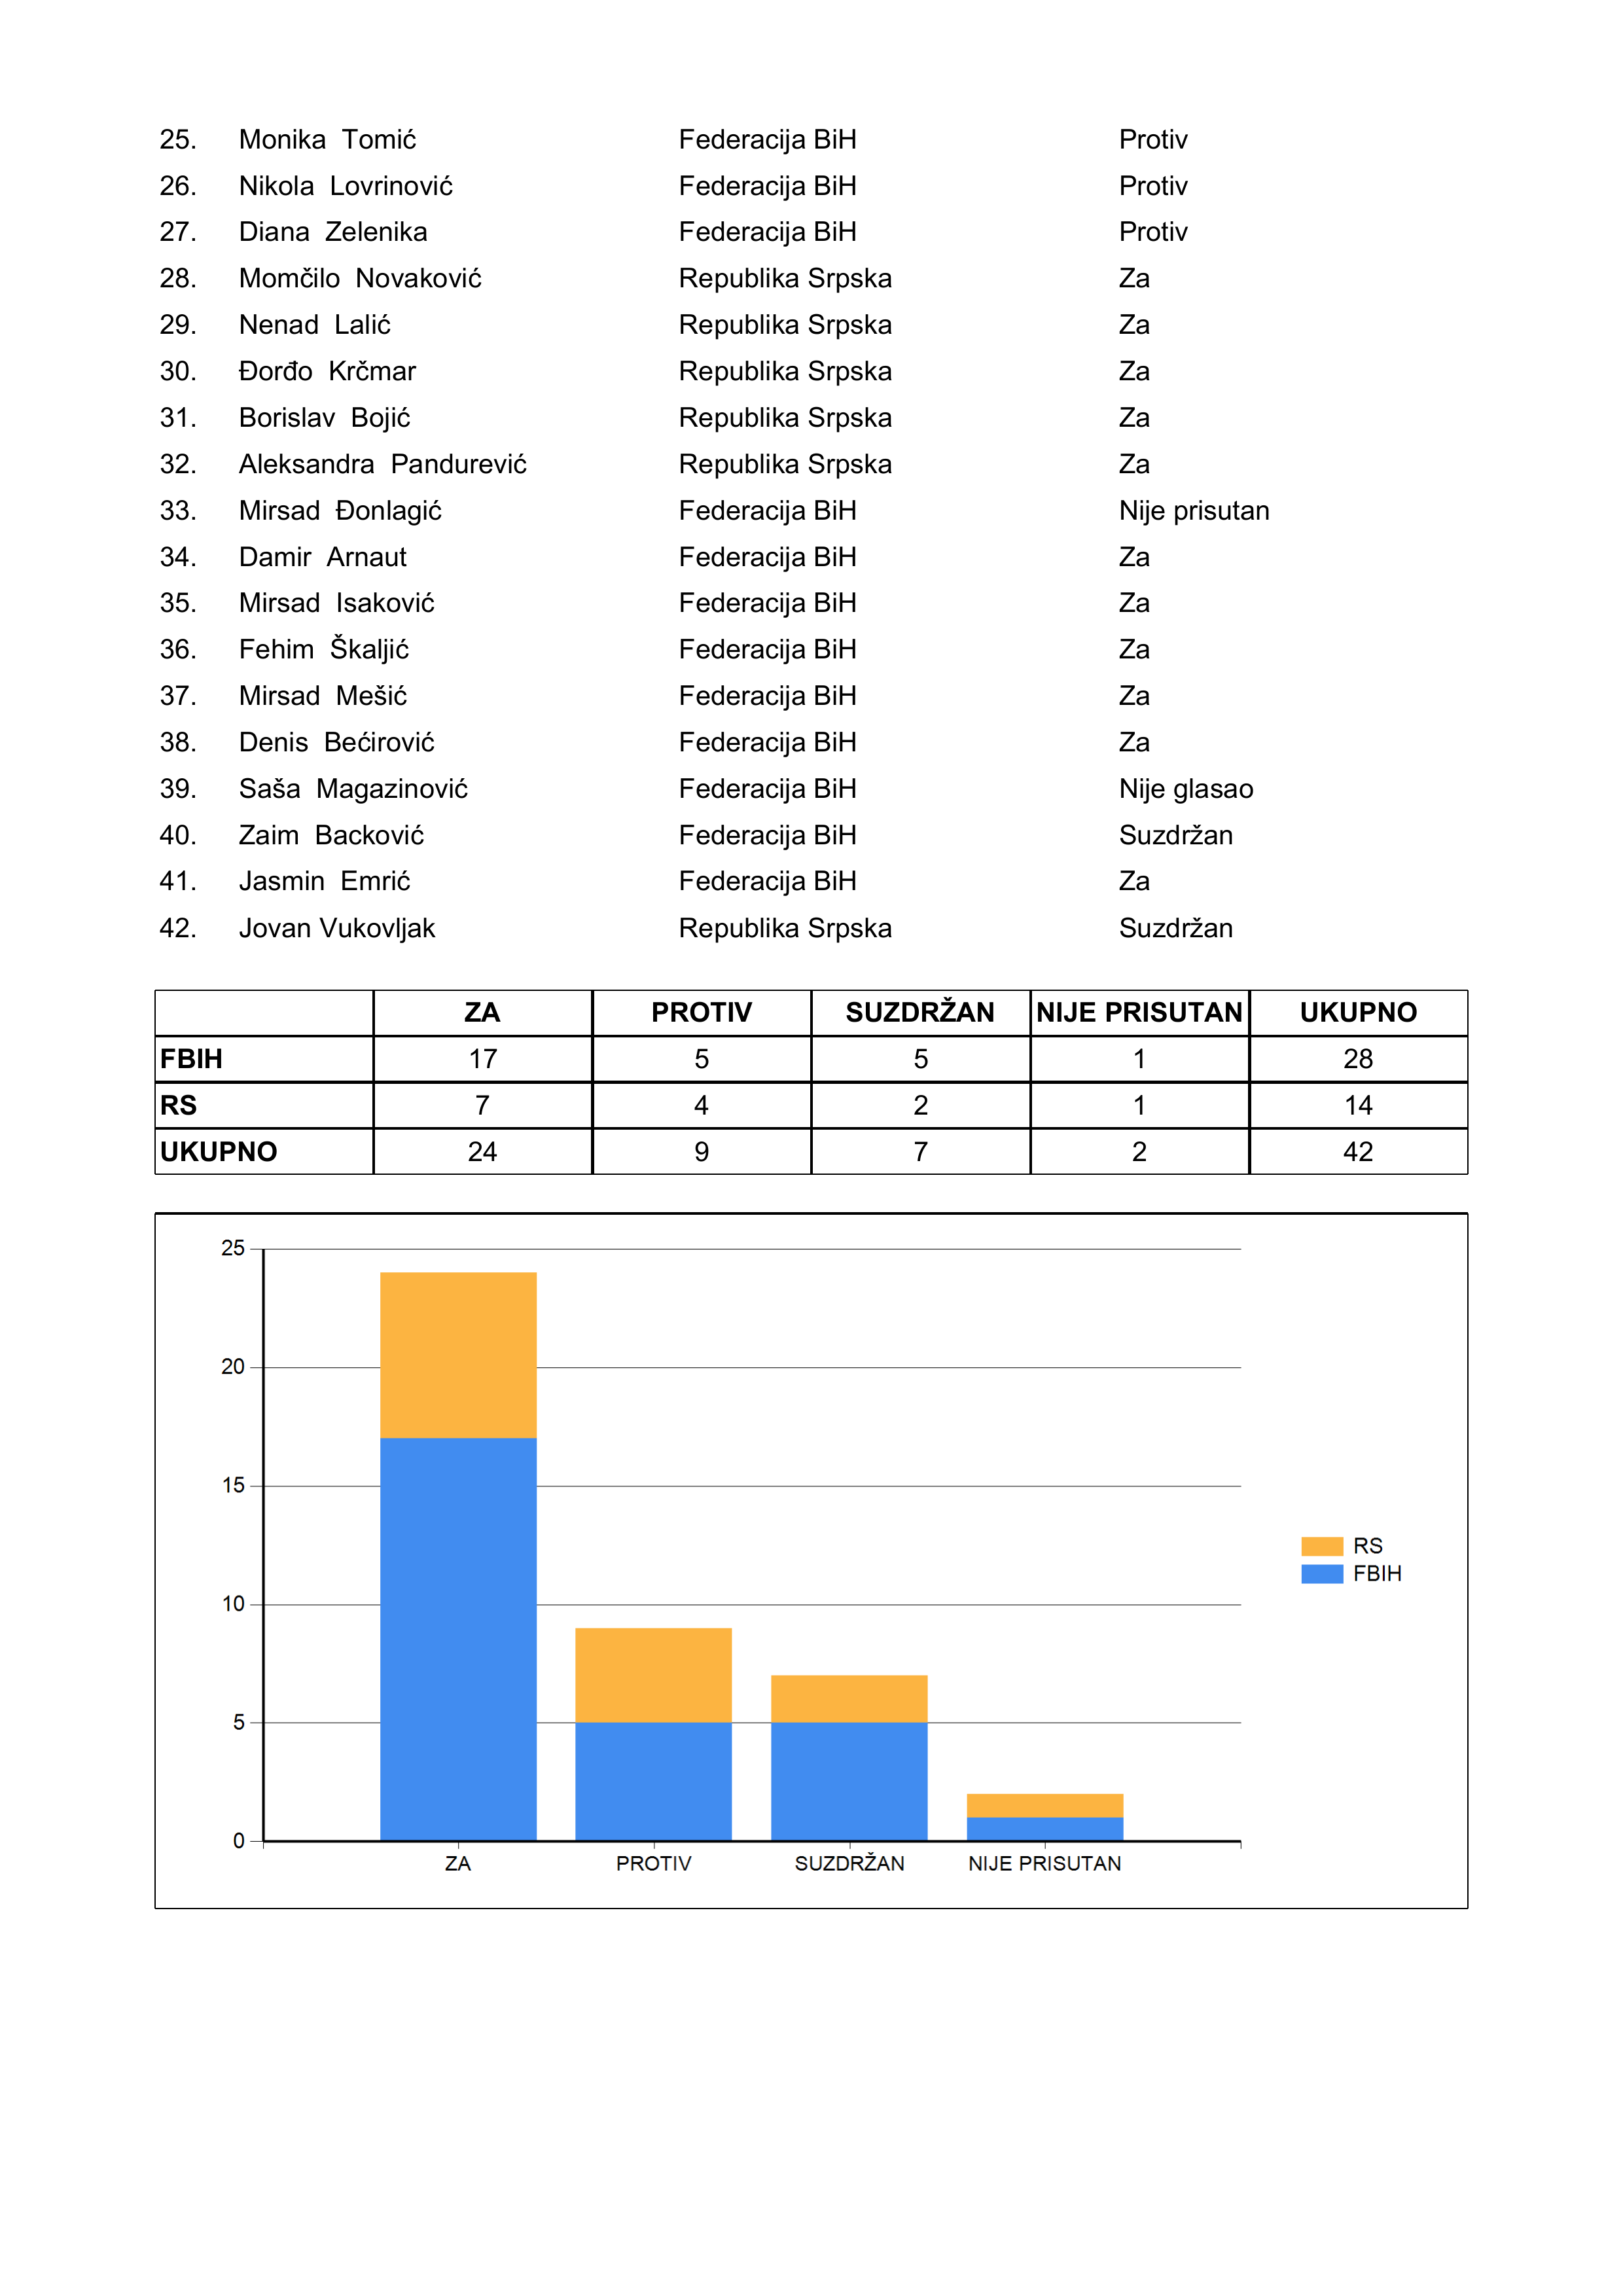 25. Monika Tomić Federacija BiH Protiv
26. Nikola Lovrinović Federacija BiH Protiv
27. Diana Zelenika Federacija BiH Protiv
28. Momčilo Novaković Republika Srpska Za
29. Nenad Lalić Republika Srpska Za
30. Đorđo Krčmar Republika Srpska Za
31. Borislav Bojić Republika Srpska Za
32. Aleksandra Pandurević Republika Srpska Za
33. Mirsad Đonlagić Federacija BiH Nije prisutan
34. Damir Arnaut Federacija BiH Za
35. Mirsad Isaković Federacija BiH Za
36. Fehim Škaljić Federacija BiH Za
37. Mirsad Mešić Federacija BiH Za
38. Denis Bećirović Federacija BiH Za
39. Saša Magazinović Federacija BiH Nije glasao
40. Zaim Backović Federacija BiH Suzdržan
41. Jasmin Emrić Federacija BiH Za
42. Jovan Vukovljak Republika Srpska Suzdržan
ZA PROTIV SUZDRŽAN NIJE PRISUTAN UKUPNO
FBIH 17 5 5 1 28
RS 7 4 2 1 14
UKUPNO 24 9 7 2 42
25
20
15
10
5
0
ZA PROTIV SUZDRŽAN NIJE PRISUTAN
RS
FBIH